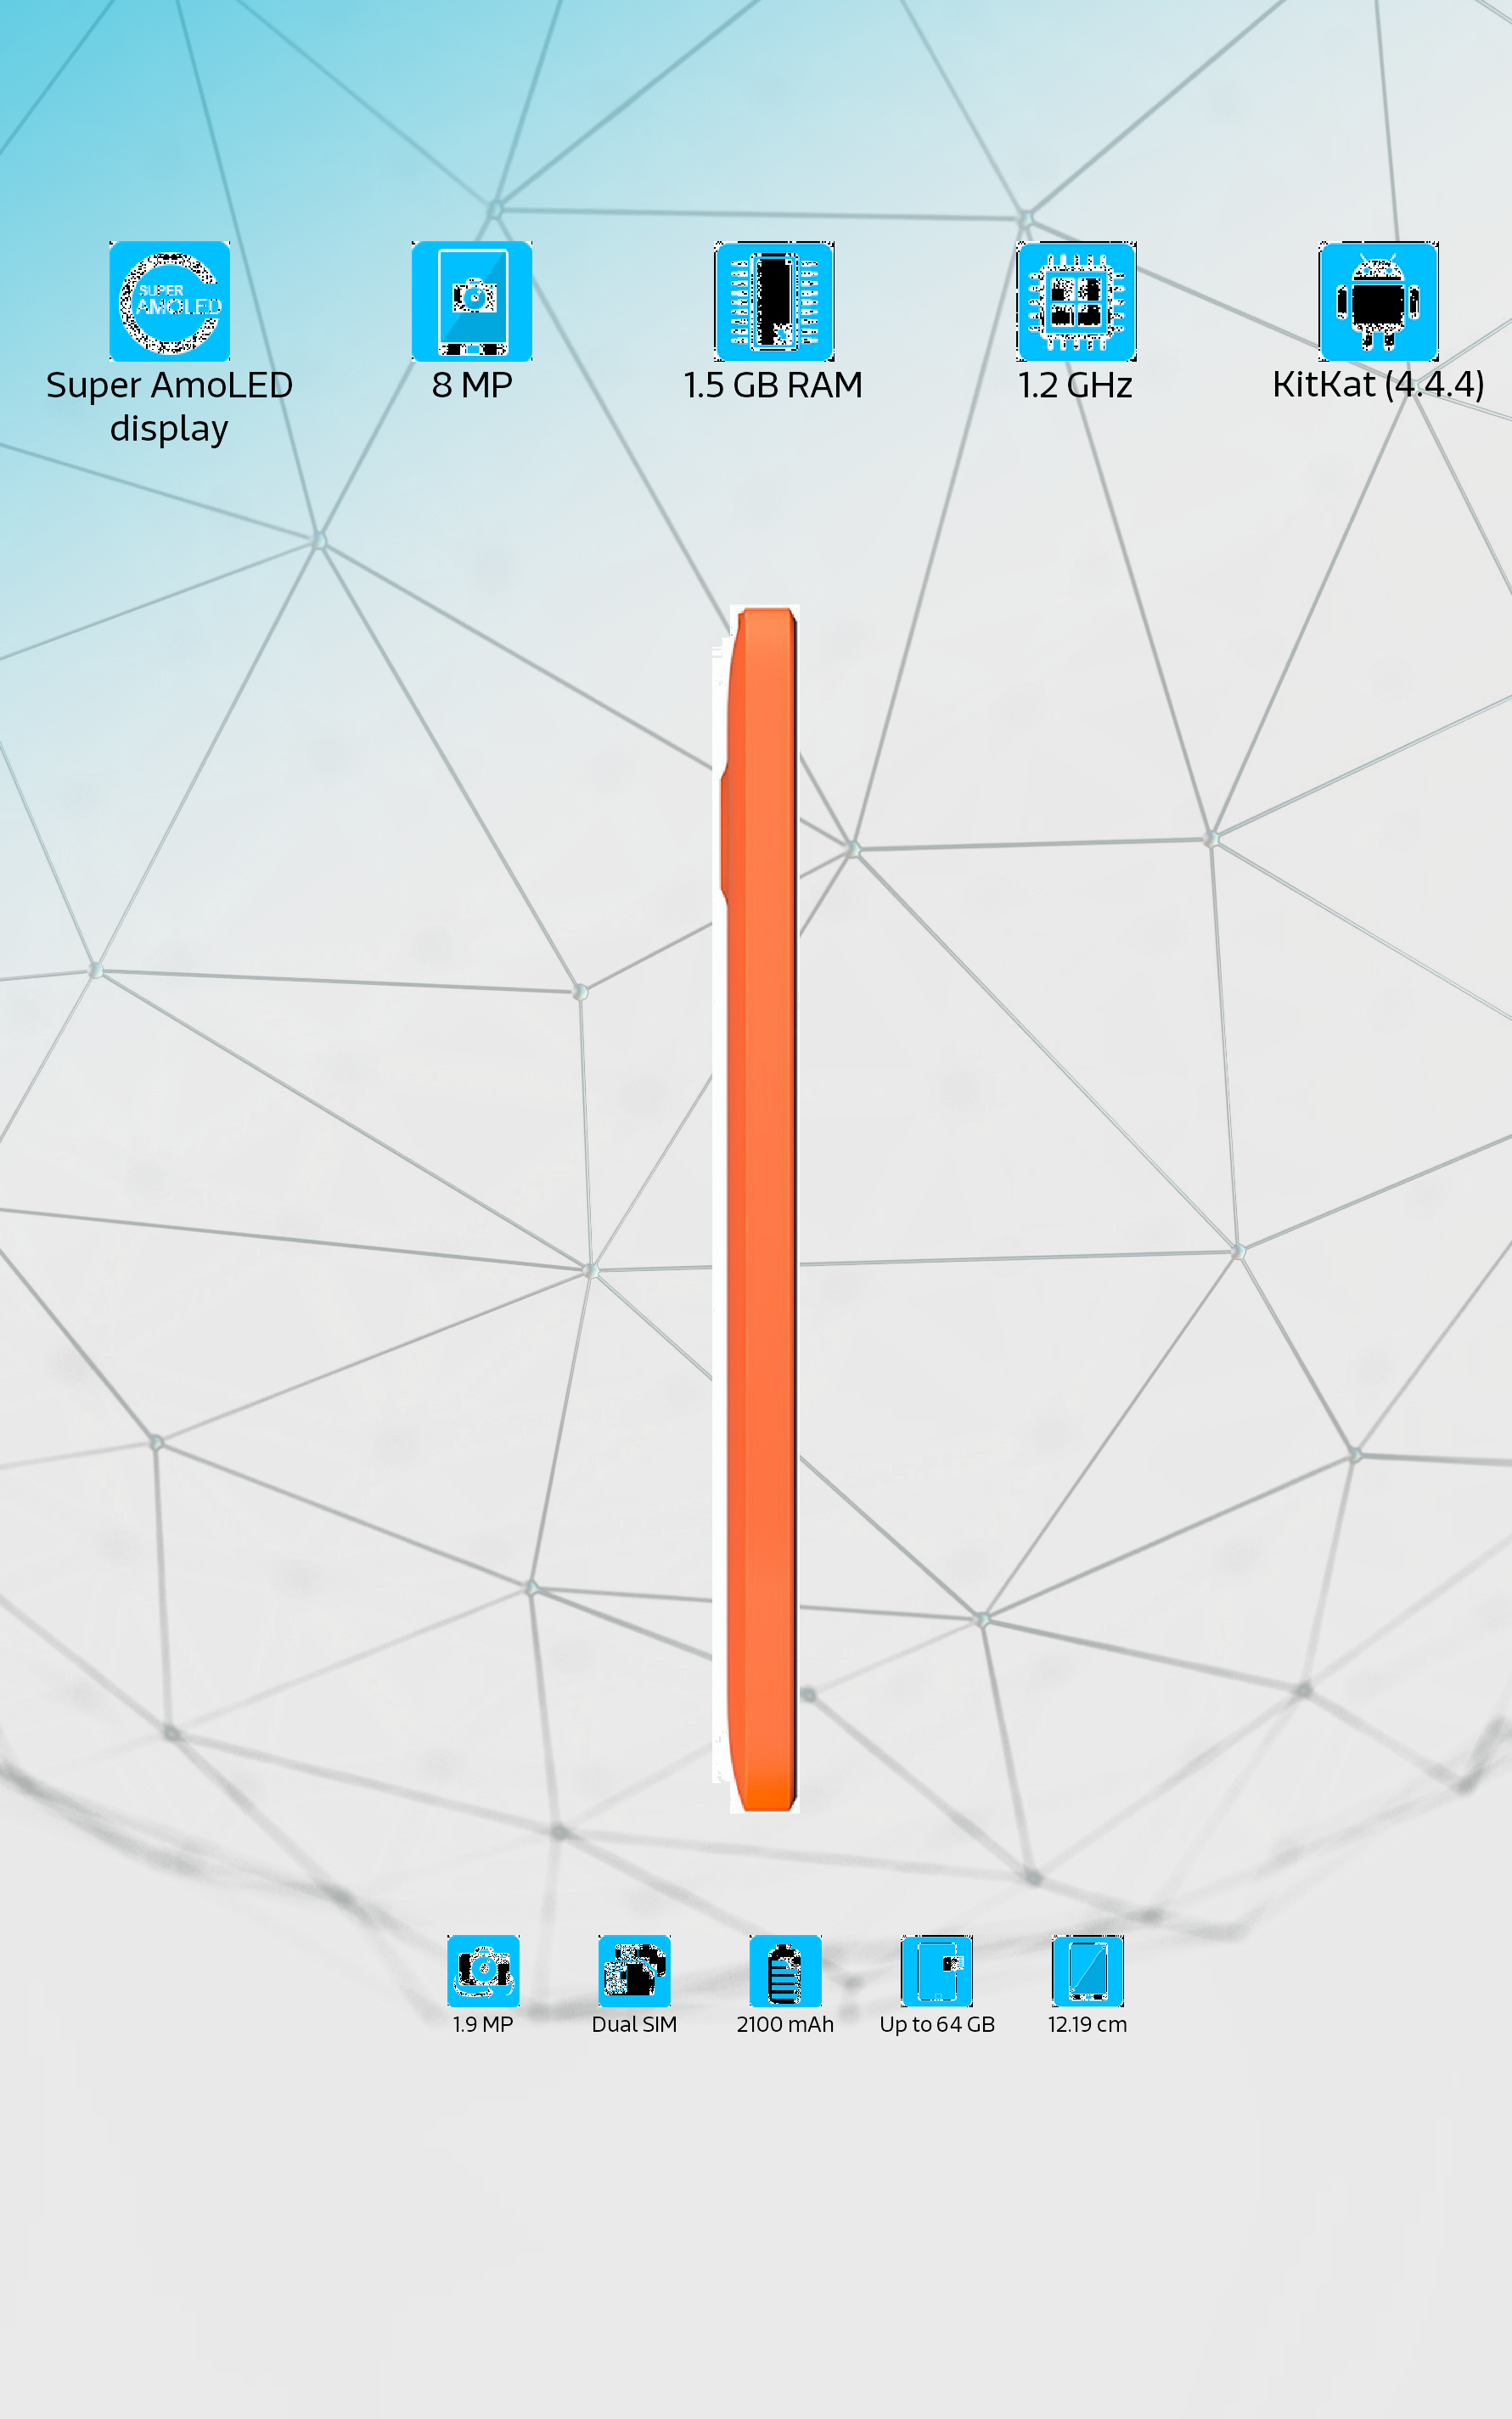 SUPER
AMOLED
Super AmoLED
display
8 MP
1.5 GB RAM
1.2 GHz
KitKat (4.4.4)
1.9 MP
Dual SIM
2100 mAh
Up to 64 GB
12.19 cm